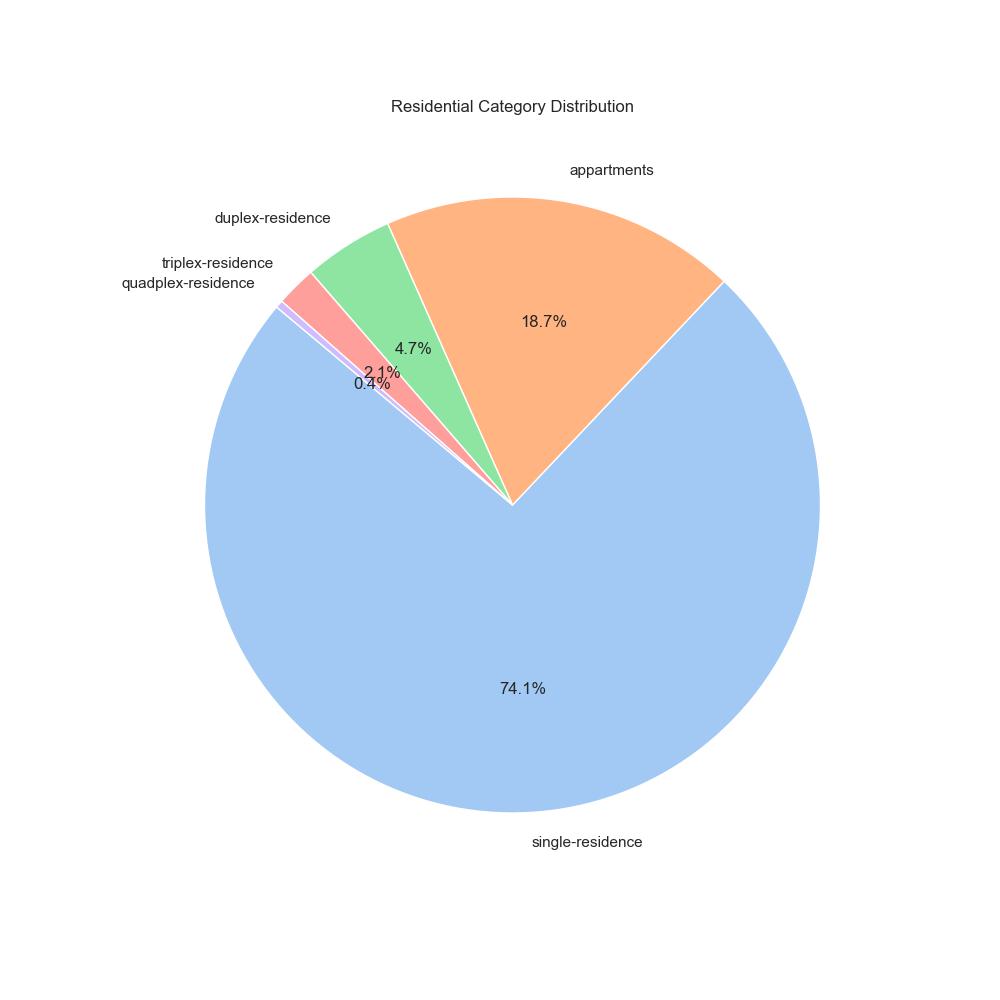 Residential Category Distribution
appartments
duplex-residence
triplex-residence
quadplex-residence
18.7%
4.7%
2.1%
0.4%
74.1%
single-residence